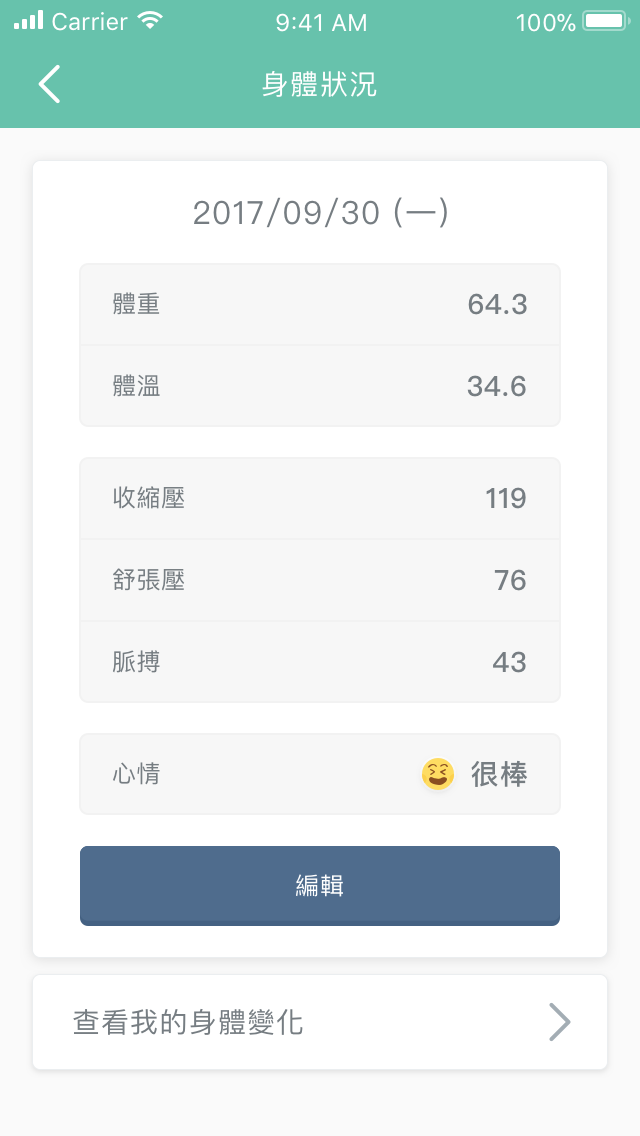 Carrier 9:41 AM 100%
身體狀況
2017/09/30 (一)
體重 64.3
體溫 34.6
收縮壓 119
舒張壓 76
脈搏 43
心情 😆 很棒
編輯
查看我的身體變化